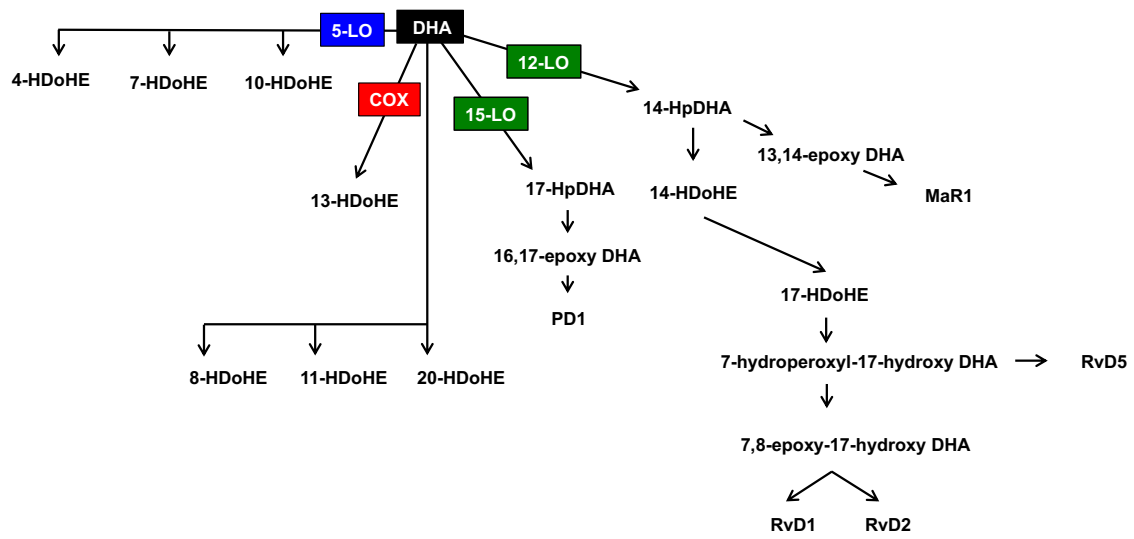 5-LO
DHA
12-LO
4-HDoHE
7-HDoHE
10-HDoHE
COX
15-LO
14-HpDHA
13,14-epoxy DHA
MaR1
13-HDoHE
17-HpDHA
14-HDoHE
16,17-epoxy DHA
17-HDoHE
PD1
8-HDoHE
11-HDoHE
20-HDoHE
7-hydroperoxyl-17-hydroxy DHA
RvD5
7,8-epoxy-17-hydroxy DHA
RvD1
RvD2